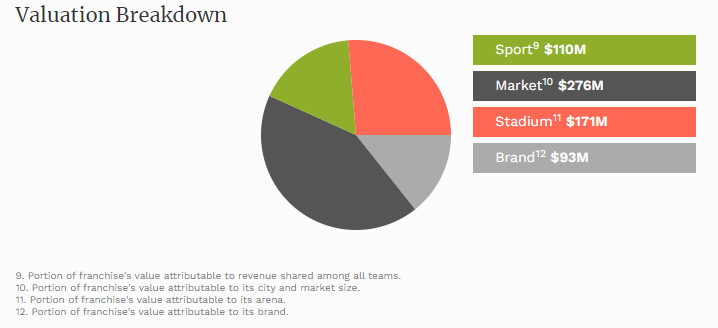 Valuation Breakdown
Sport9 $110M
Market10 $276M
Stadium11 $171M
Brand12 $93M
9. Portion of franchise's value attributable to revenue shared among all teams.
10. Portion of franchise's value attributable to its city and market size.
11. Portion of franchise's value attributable to its arena.
12. Portion of franchise's value attributable to its brand.